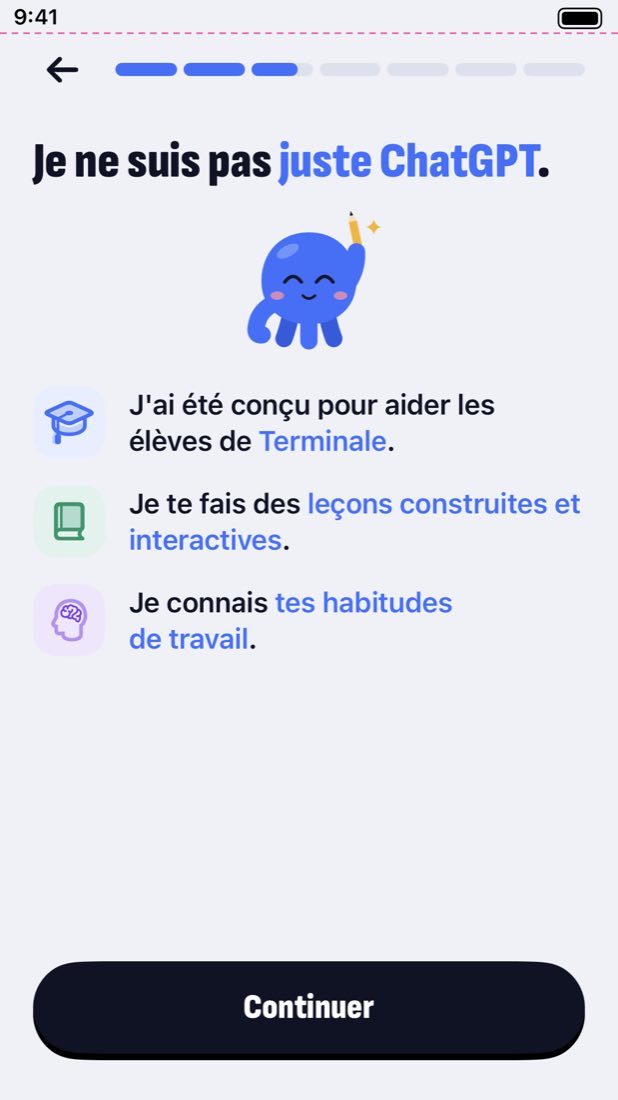 9:41
Je ne suis pas juste ChatGPT.
J'ai été conçu pour aider les
élèves de Terminale.
Je te fais des leçons construites et
interactives.
Je connais tes habitudes
de travail.
Continuer